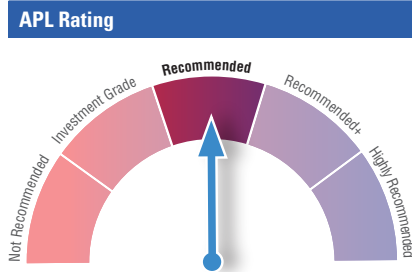 APL Rating
Not Recommended
Investment Grade
Recommended
Recommended+
Highly Recommended